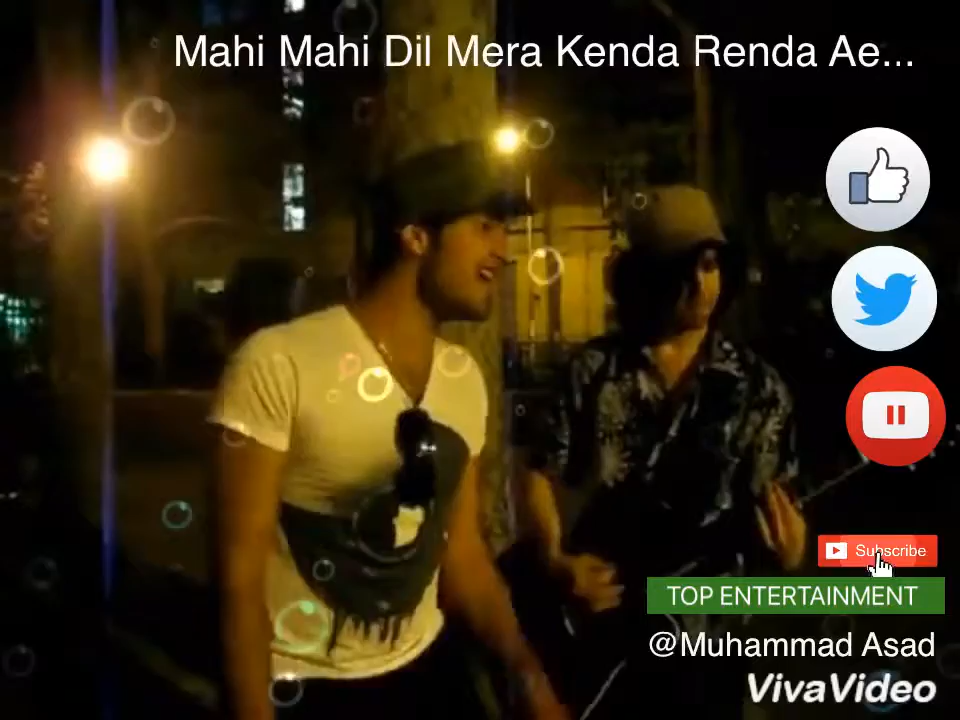 Mahi Mahi Dil Mera Kenda Renda Ae...
Subscribe
TOP ENTERTAINMENT
@Muhammad Asad
VivaVideo